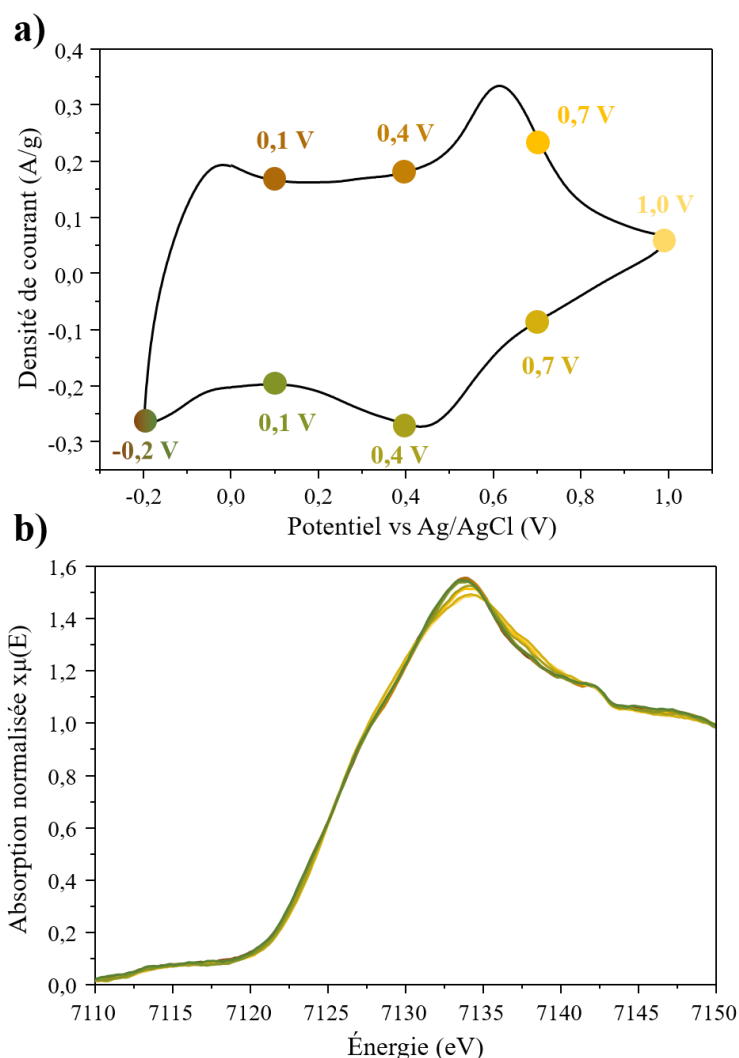 a)
0,4
0,3
0,2
0,1
0,0
-0,1
-0,2
-0,3
Densité de courant (A/g)
0,1 V
0,4 V
0,7 V
1,0 V
0,7 V
0,1 V
0,4 V
-0,2 V
-0,2 0,0 0,2 0,4 0,6 0,8 1,0
Potentiel vs Ag/AgCl (V)
b)
1,6
1,4
1,2
1,0
0,8
0,6
0,4
0,2
0,0
Absorption normalisée xµ(E)
7110 7115 7120 7125 7130 7135 7140 7145 7150
Énergie (eV)